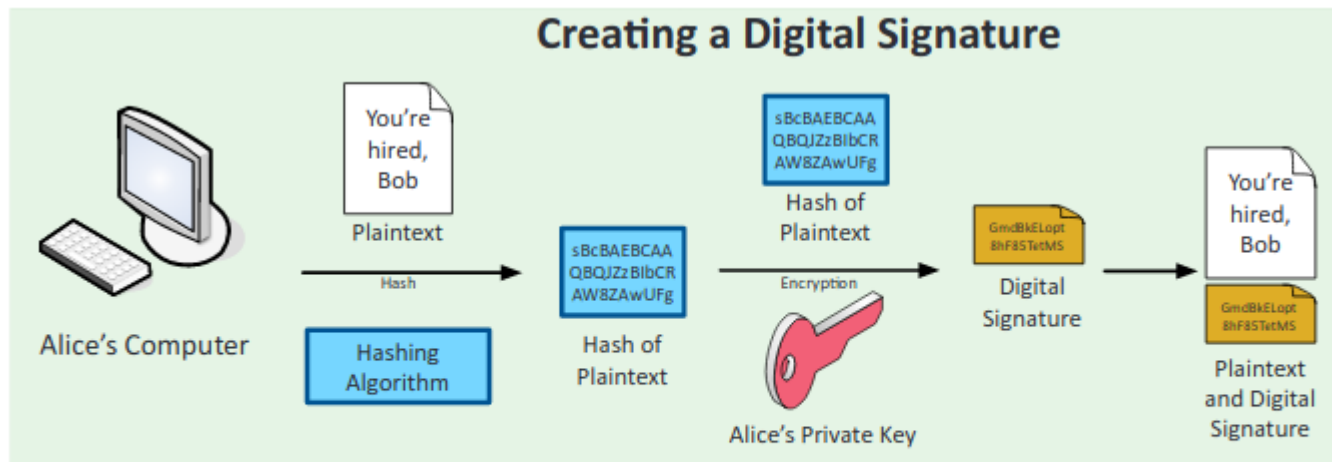 Creating a Digital Signature
You're
hired,
Bob
Plaintext
Hash
Hashing
Algorithm
Alice's Computer
sBcBAEBCAA
QBQJZzBIbCR
AW8ZAwUFg
Hash of
Plaintext
sBcBAEBCAA
QBQJZzBIbCR
AW8ZAwUFg
Hash of
Plaintext
Encryption
Alice's Private Key
GmdBkELopt
8hF85TetMS
Digital
Signature
You're
hired,
Bob
GmdBkELopt
8hF85TetMS
Plaintext
and Digital
Signature